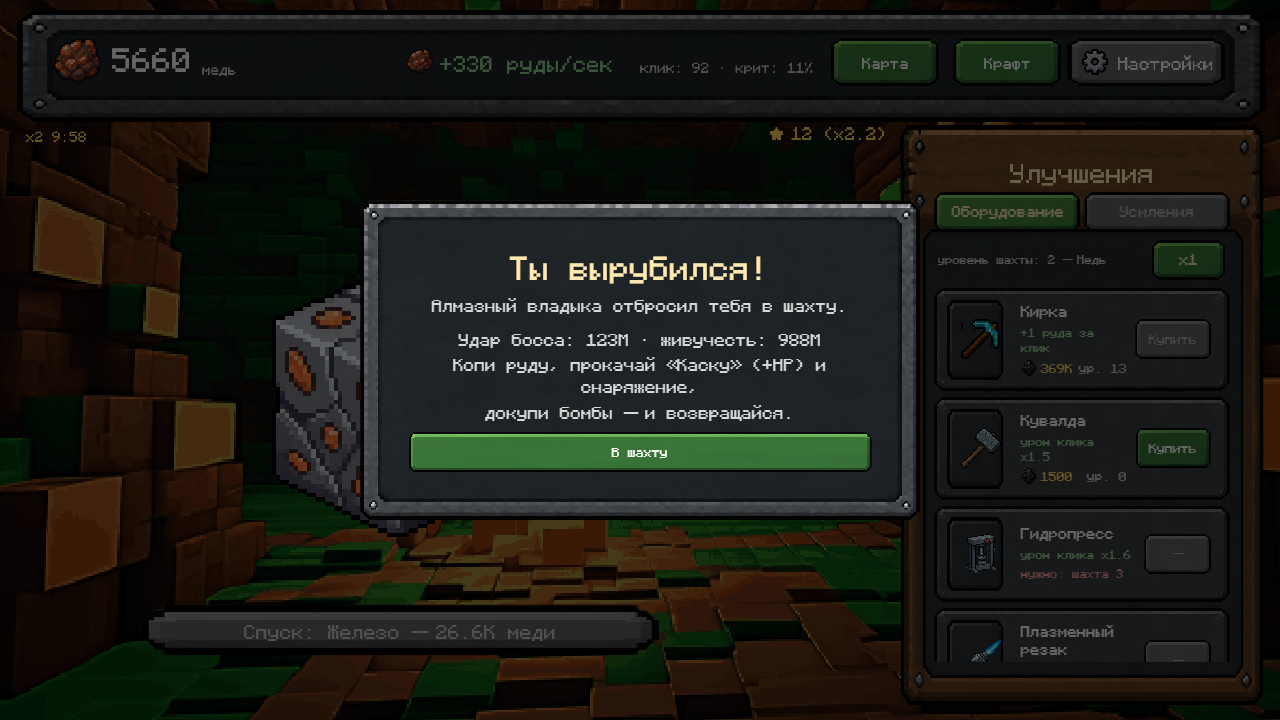 5660 медь
+330 руды/сек
клик: 92 · крит: 11%
Карта
Крафт
Настройки
x2 9:58
12 (x2.2)
Улучшения
Оборудование
Усиления
уровень шахты: 2 — Медь
x1
Кирка
+1 руда за
клик
369K ур. 13
Купить
Кувалда
урон клика
x1.5
1500 ур. 0
Купить
Гидропресс
урон клика x1.6
нужно: шахта 3
—
Плазменный
резак
—
Ты вырубился!
Алмазный владыка отбросил тебя в шахту.
Удар босса: 123M · живучесть: 988M
Копи руду, прокачай «Каску» (+HP) и
снаряжение,
докупи бомбы — и возвращайся.
В шахту
Спуск: Железо — 26.6K меди